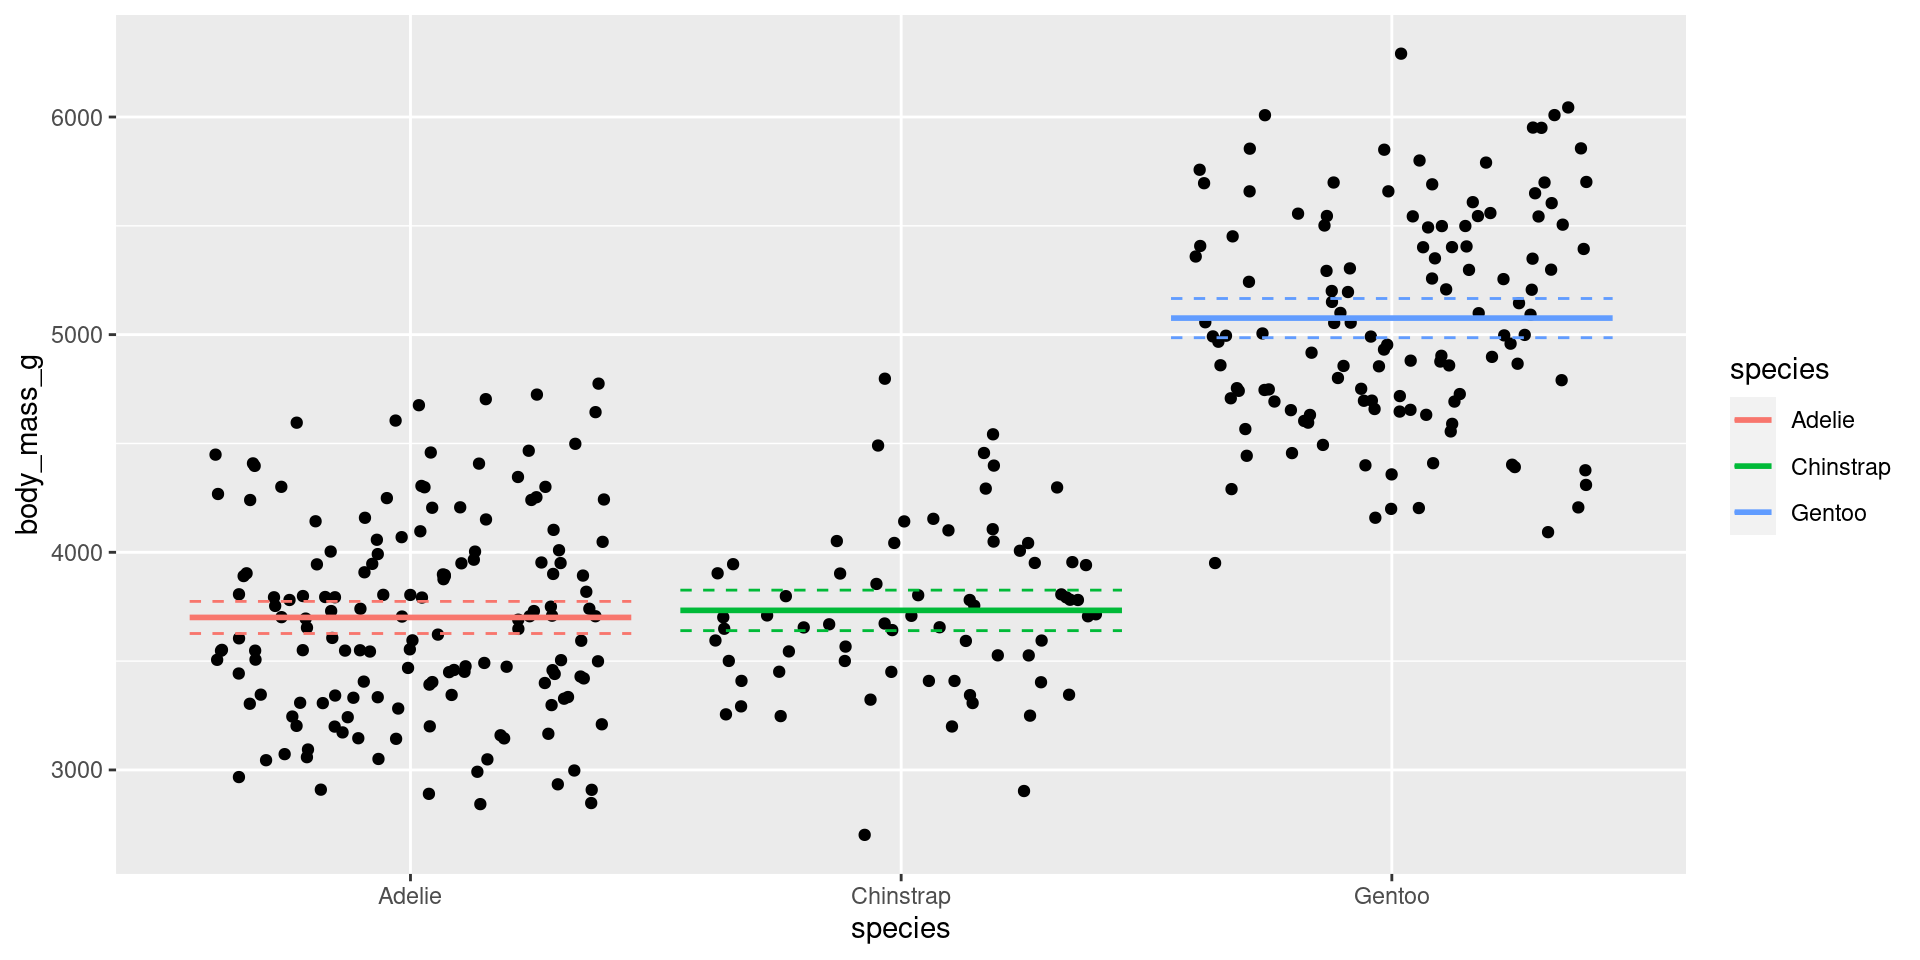 6000
5000
4000
3000
body_mass_g
Adelie
Chinstrap
Gentoo
species
species
Adelie
Chinstrap
Gentoo